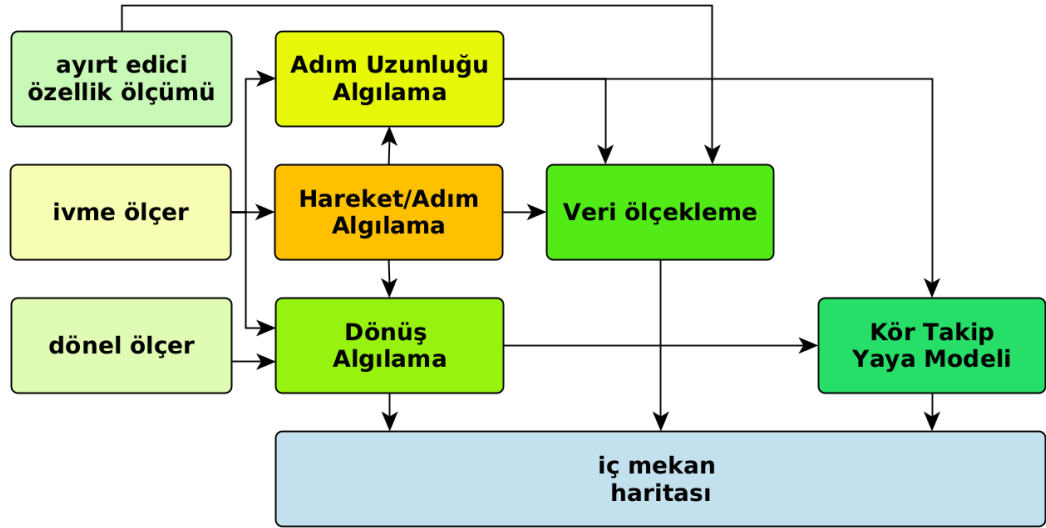 ayırt edici
özellik ölçümü
Adım Uzunluğu
Algılama
ivme ölçer
Hareket/Adım
Algılama
Veri ölçekleme
dönel ölçer
Dönüş
Algılama
Kör Takip
Yaya Modeli
iç mekan
haritası